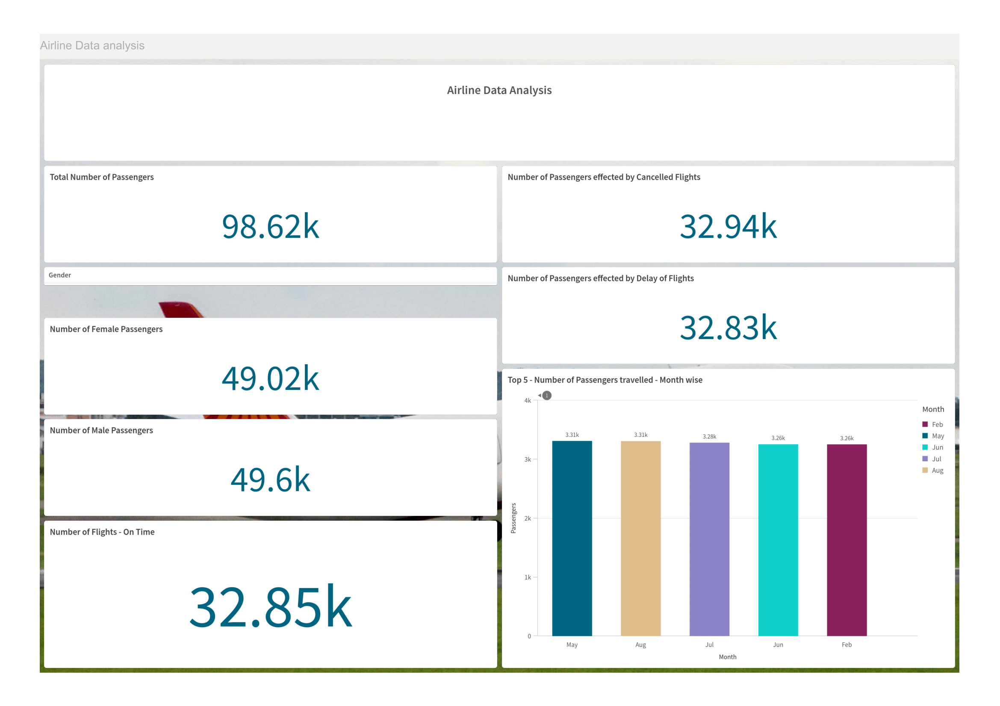 Airline Data analysis
Airline Data Analysis
Total Number of Passengers
98.62k
Number of Passengers effected by Cancelled Flights
32.94k
Gender
Number of Passengers effected by Delay of Flights
32.83k
Number of Female Passengers
49.02k
Number of Male Passengers
49.6k
Number of Flights - On Time
32.85k
Top 5 - Number of Passengers travelled - Month wise
1
4k
3k
2k
1k
0
Passengers
3.31k
3.31k
3.28k
3.26k
3.26k
May
Aug
Jul
Jun
Feb
Month
Month
Feb
May
Jun
Jul
Aug